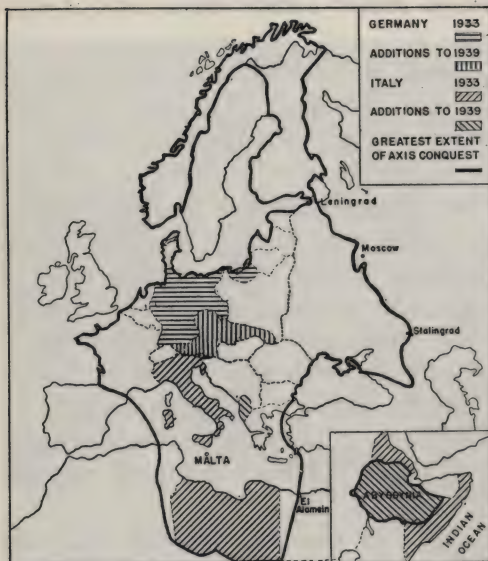 GERMANY 1933
ADDITIONS TO 1939
ITALY 1933
ADDITIONS TO 1939
GREATEST EXTENT
OF AXIS CONQUEST
Leningrad
Moscow
Stalingrad
MALTA
El
Alamein
ABYSSYNIA
INDIAN
OCEAN